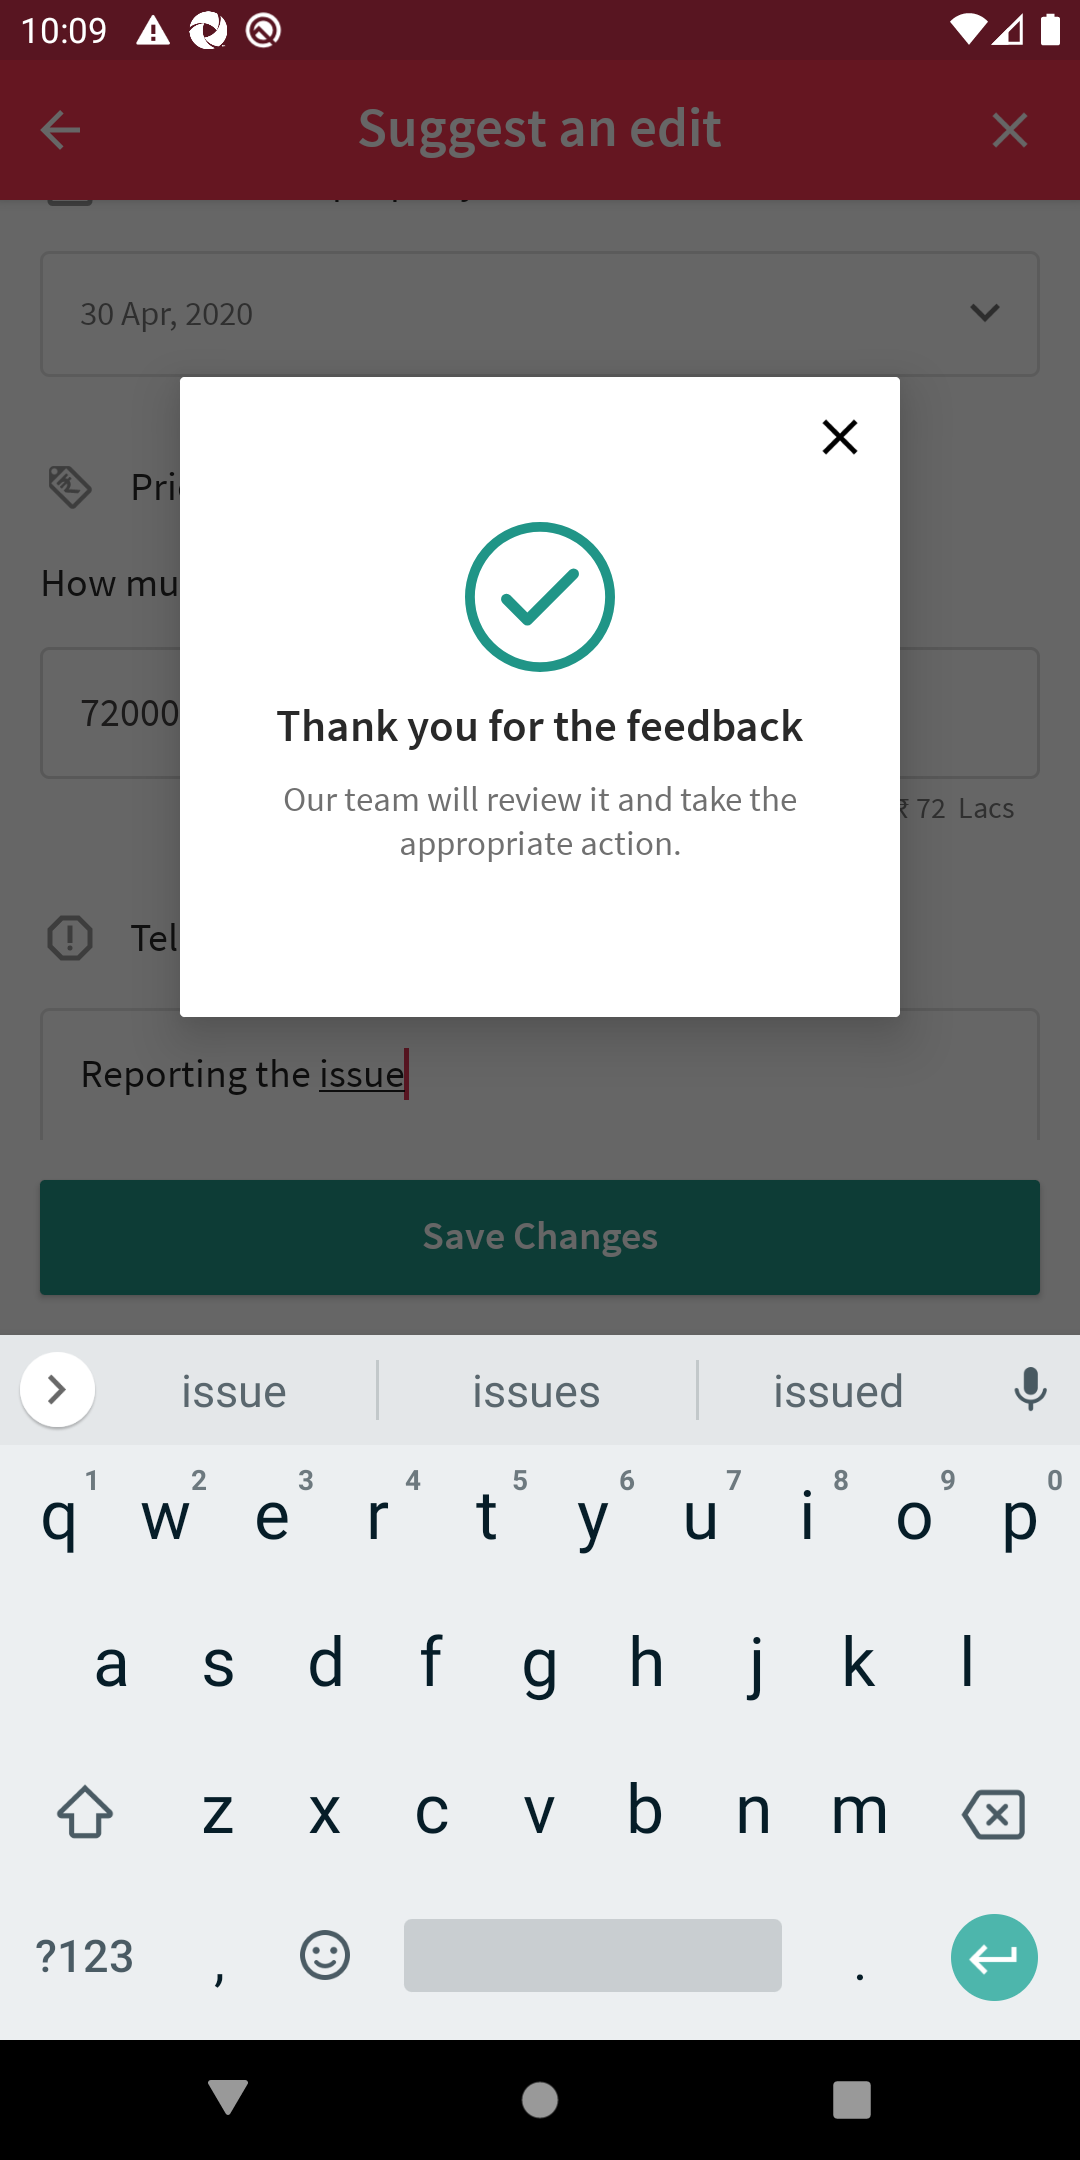 10:09
Suggest an edit
30 Apr, 2020
Pri
How mu
72000
₹ 72 Lacs
Thank you for the feedback
Our team will review it and take the
appropriate action.
Tel
Reporting the issue
Save Changes
issue issues issued
1 2 3 4 5 6 7 8 9 0
q w e r t y u i o p
a s d f g h j k l
z x c v b n m
?123 , .